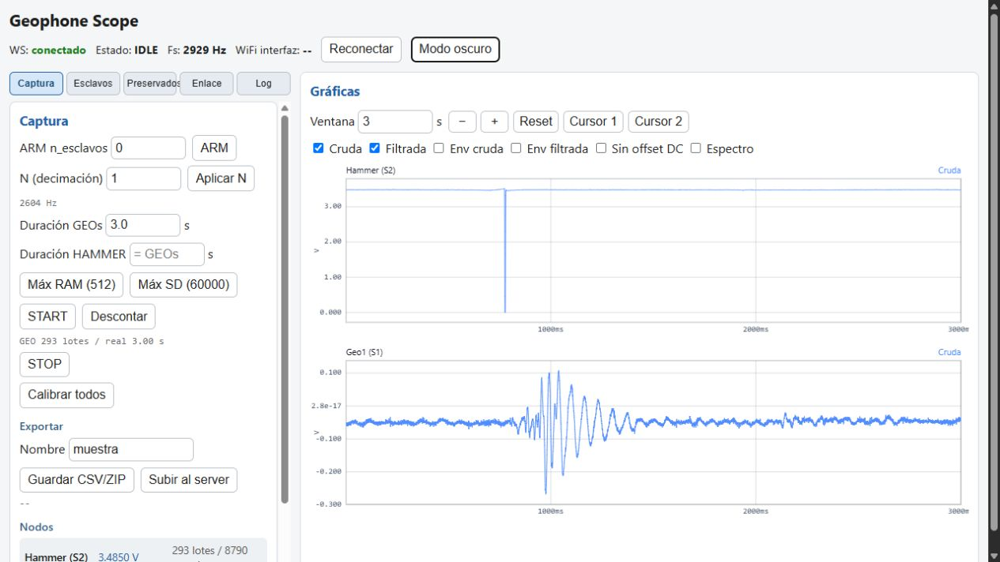 Geophone Scope
WS: conectado Estado: IDLE Fs: 2929 Hz WiFi interfaz: -- Reconectar Modo oscuro
Captura Esclavos Preservados Enlace Log
Captura
ARM n_esclavos 0 ARM
N (decimación) 1 Aplicar N
2604 Hz
Duración GEOs 3.0 s
Duración HAMMER = GEOs s
Máx RAM (512) Máx SD (60000)
START Descontar
GEO 293 lotes / real 3.00 s
STOP
Calibrar todos
Exportar
Nombre muestra
Guardar CSV/ZIP Subir al server
--
Nodos
Hammer (S2) 3.4850 V 293 lotes / 8790
Gráficas
Ventana 3 s − + Reset Cursor 1 Cursor 2
Cruda Filtrada Env cruda Env filtrada Sin offset DC Espectro
Hammer (S2) Cruda
3.00
2.00
V
1.00
0.000
1000ms 2000ms 3000m
Geo1 (S1) Cruda
0.100
2.8e-17
V
-0.100
-0.200
-0.300
1000ms 2000ms 3000m